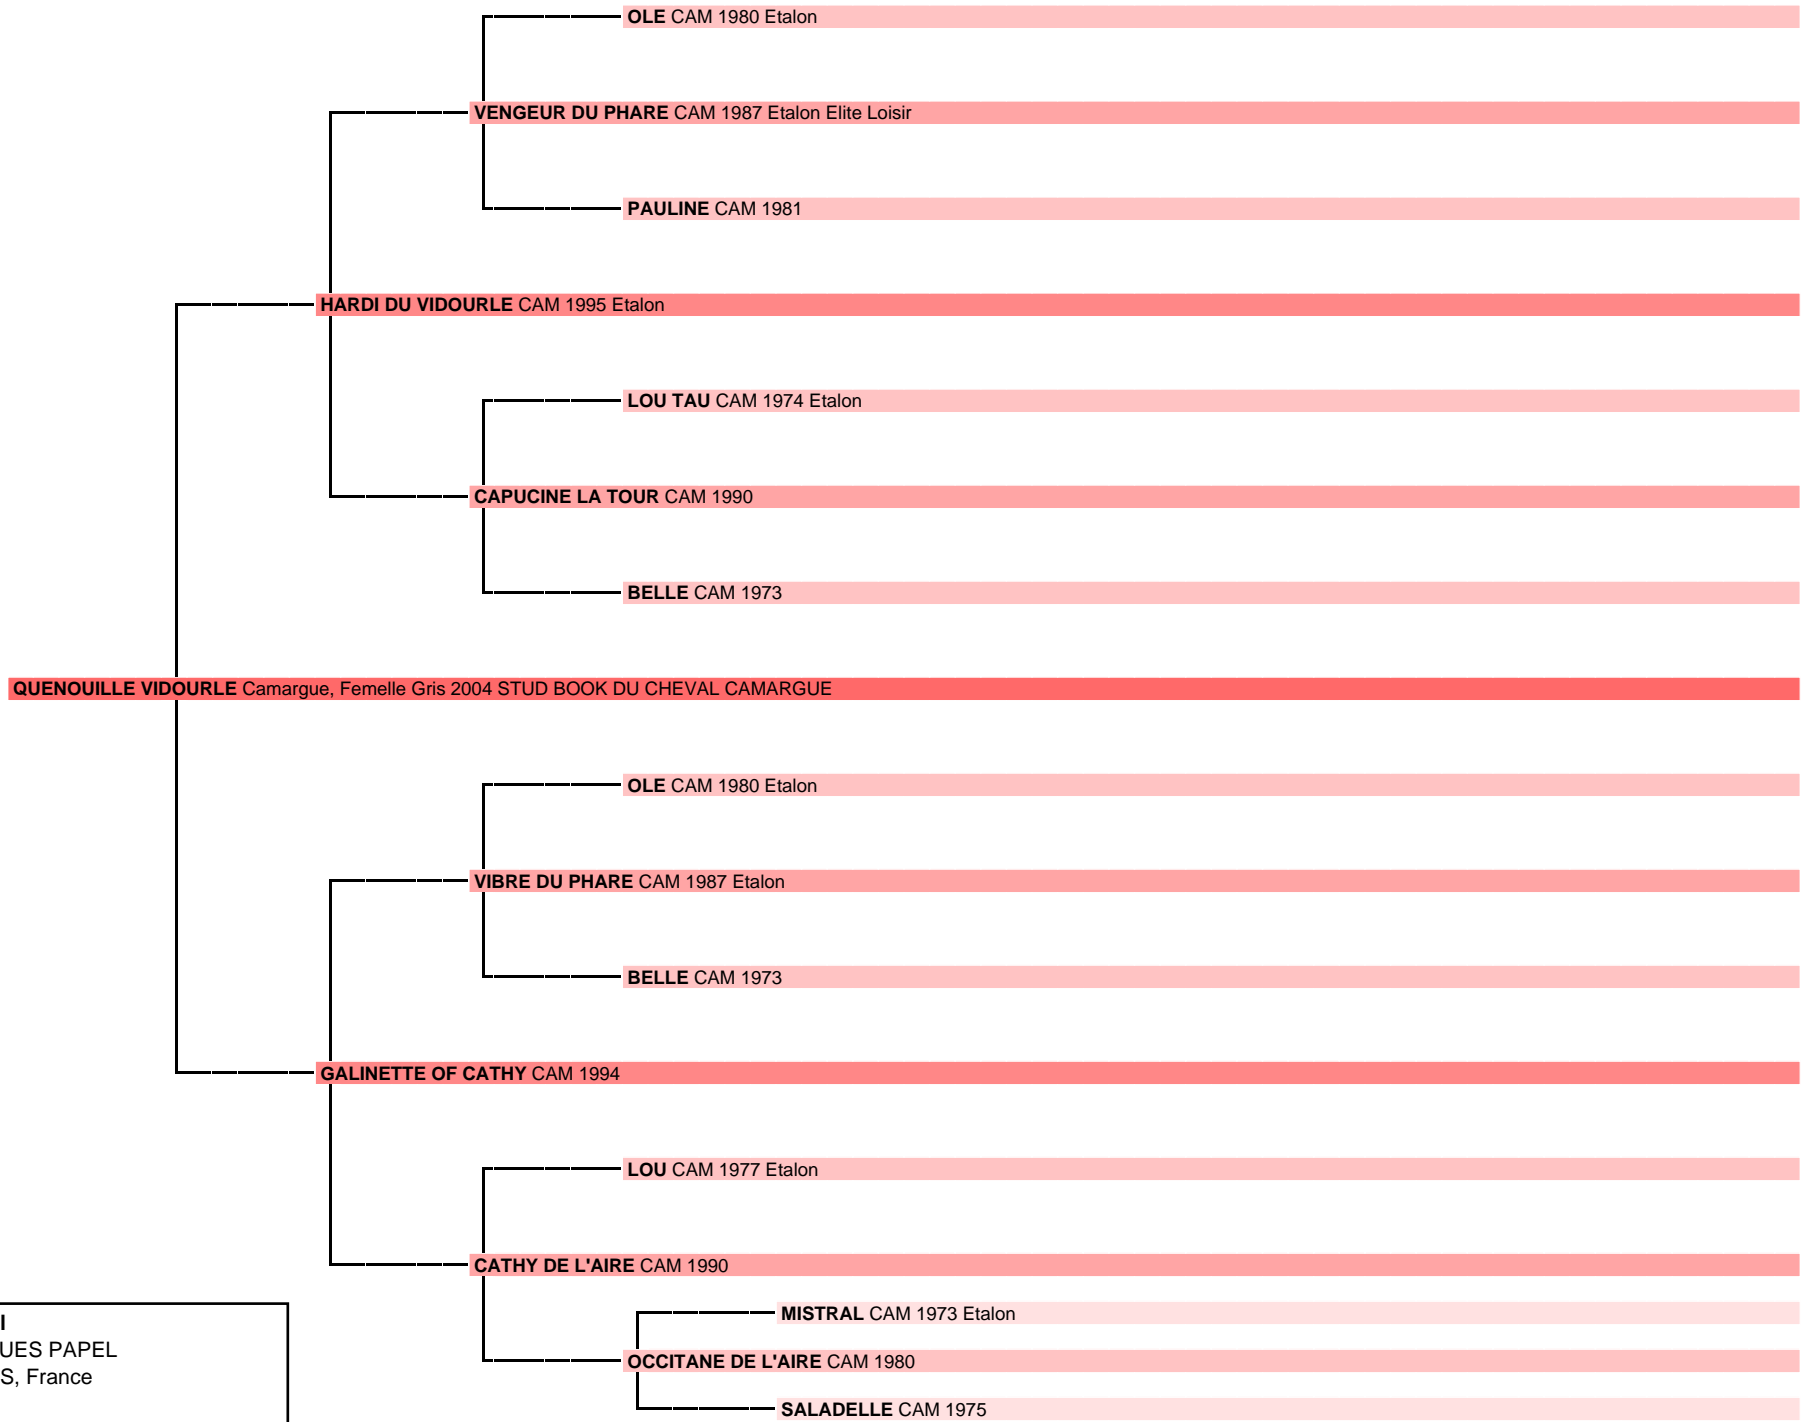 OLE CAM 1980 Etalon
VENGEUR DU PHARE CAM 1987 Etalon Elite Loisir
PAULINE CAM 1981
HARDI DU VIDOURLE CAM 1995 Etalon
LOU TAU CAM 1974 Etalon
CAPUCINE LA TOUR CAM 1990
BELLE CAM 1973
QUENOUILLE VIDOURLE Camargue, Femelle Gris 2004 STUD BOOK DU CHEVAL CAMARGUE
OLE CAM 1980 Etalon
VIBRE DU PHARE CAM 1987 Etalon
BELLE CAM 1973
GALINETTE OF CATHY CAM 1994
LOU CAM 1977 Etalon
CATHY DE L'AIRE CAM 1990
MISTRAL CAM 1973 Etalon
OCCITANE DE L'AIRE CAM 1980
SALADELLE CAM 1975
I
UES PAPEL
S, France